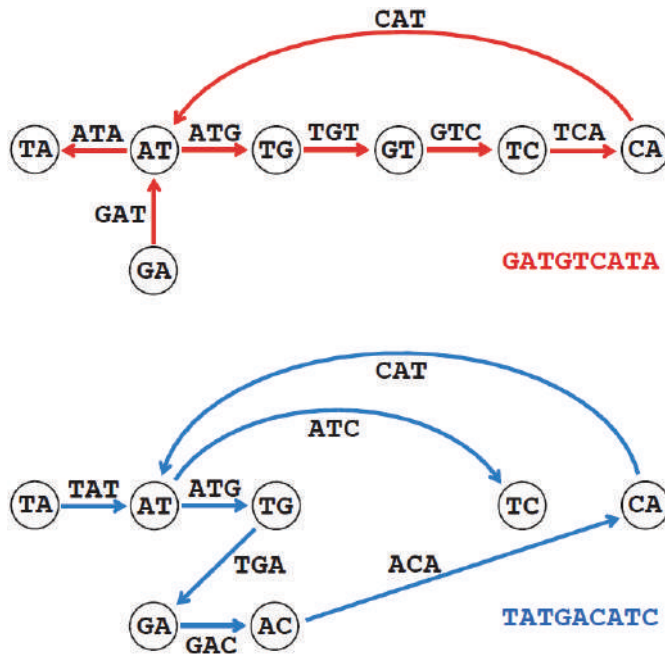 CAT
ATA ATG TGT GTC TCA
TA AT TG GT TC CA
GAT
GA
GATGTCATA
CAT
ATC
TAT ATG
TA AT TG TC CA
TGA ACA
GA AC
GAC
TATGACATC